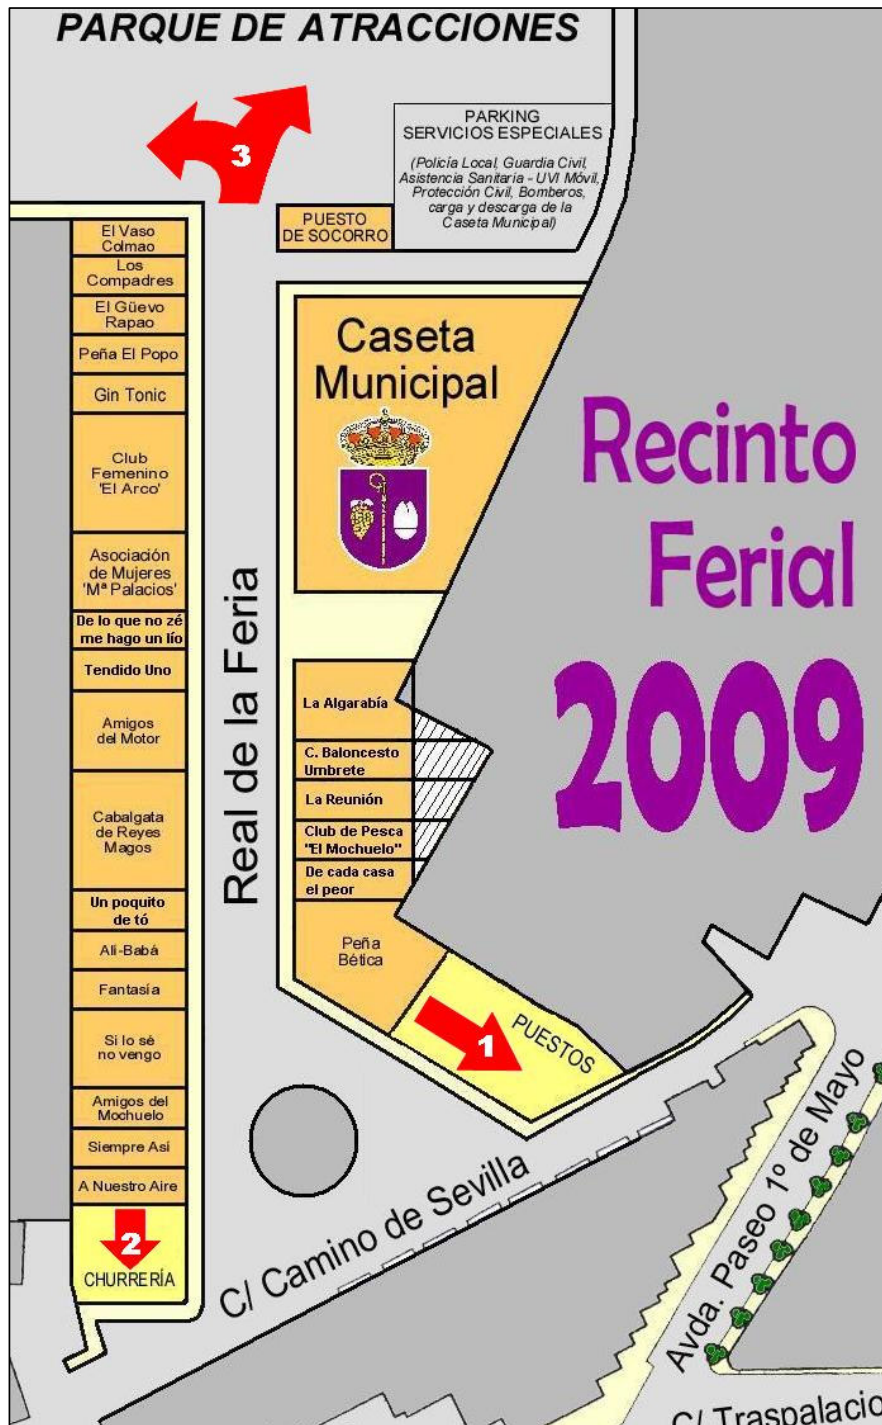 PARQUE DE ATRACCIONES
3
PARKING
SERVICIOS ESPECIALES
(Policía Local, Guardia Civil,
Asistencia Sanitaria - UVI Móvil,
Protección Civil, Bomberos,
carga y descarga de la
Caseta Municipal)
PUESTO
DE SOCORRO
El Vaso
Colmao
Los
Compadres
El Güevo
Rapao
Peña El Popo
Gin Tonic
Club
Femenino
'El Arco'
Asociación
de Mujeres
'Mª Palacios'
De lo que no zé
me hago un lío
Tendido Uno
Amigos
del Motor
Cabalgata
de Reyes
Magos
Un poquito
de tó
Alí-Babá
Fantasía
Si lo sé
no vengo
Amigos del
Mochuelo
Siempre Así
A Nuestro Aire
2
CHURRERÍA
Real de la Feria
Caseta
Municipal
La Algarabía
C. Baloncesto
Umbrete
La Reunión
Club de Pesca
"El Mochuelo"
De cada casa
el peor
Peña
Bética
1
PUESTOS
Recinto
Ferial
2009
C/ Camino de Sevilla
Avda. Paseo 1º de Mayo
C/ Traspalacio